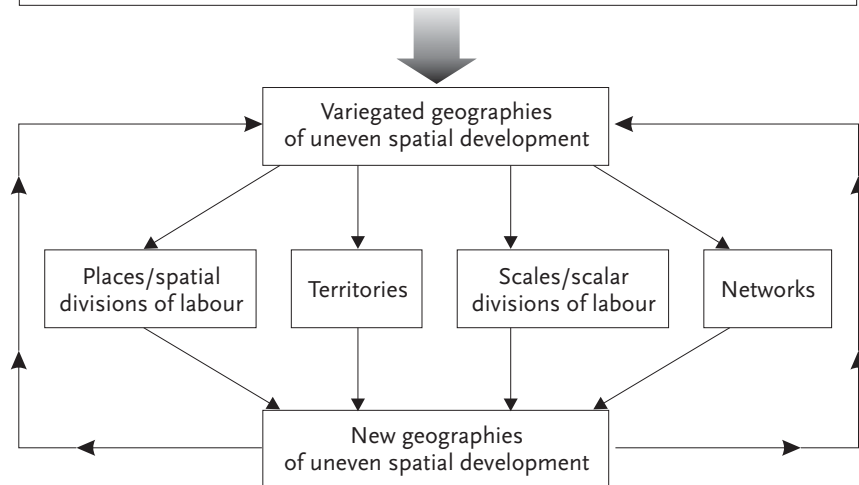 Variegated geographies
of uneven spatial development
Places/spatial
divisions of labour
Territories
Scales/scalar
divisions of labour
Networks
New geographies
of uneven spatial development